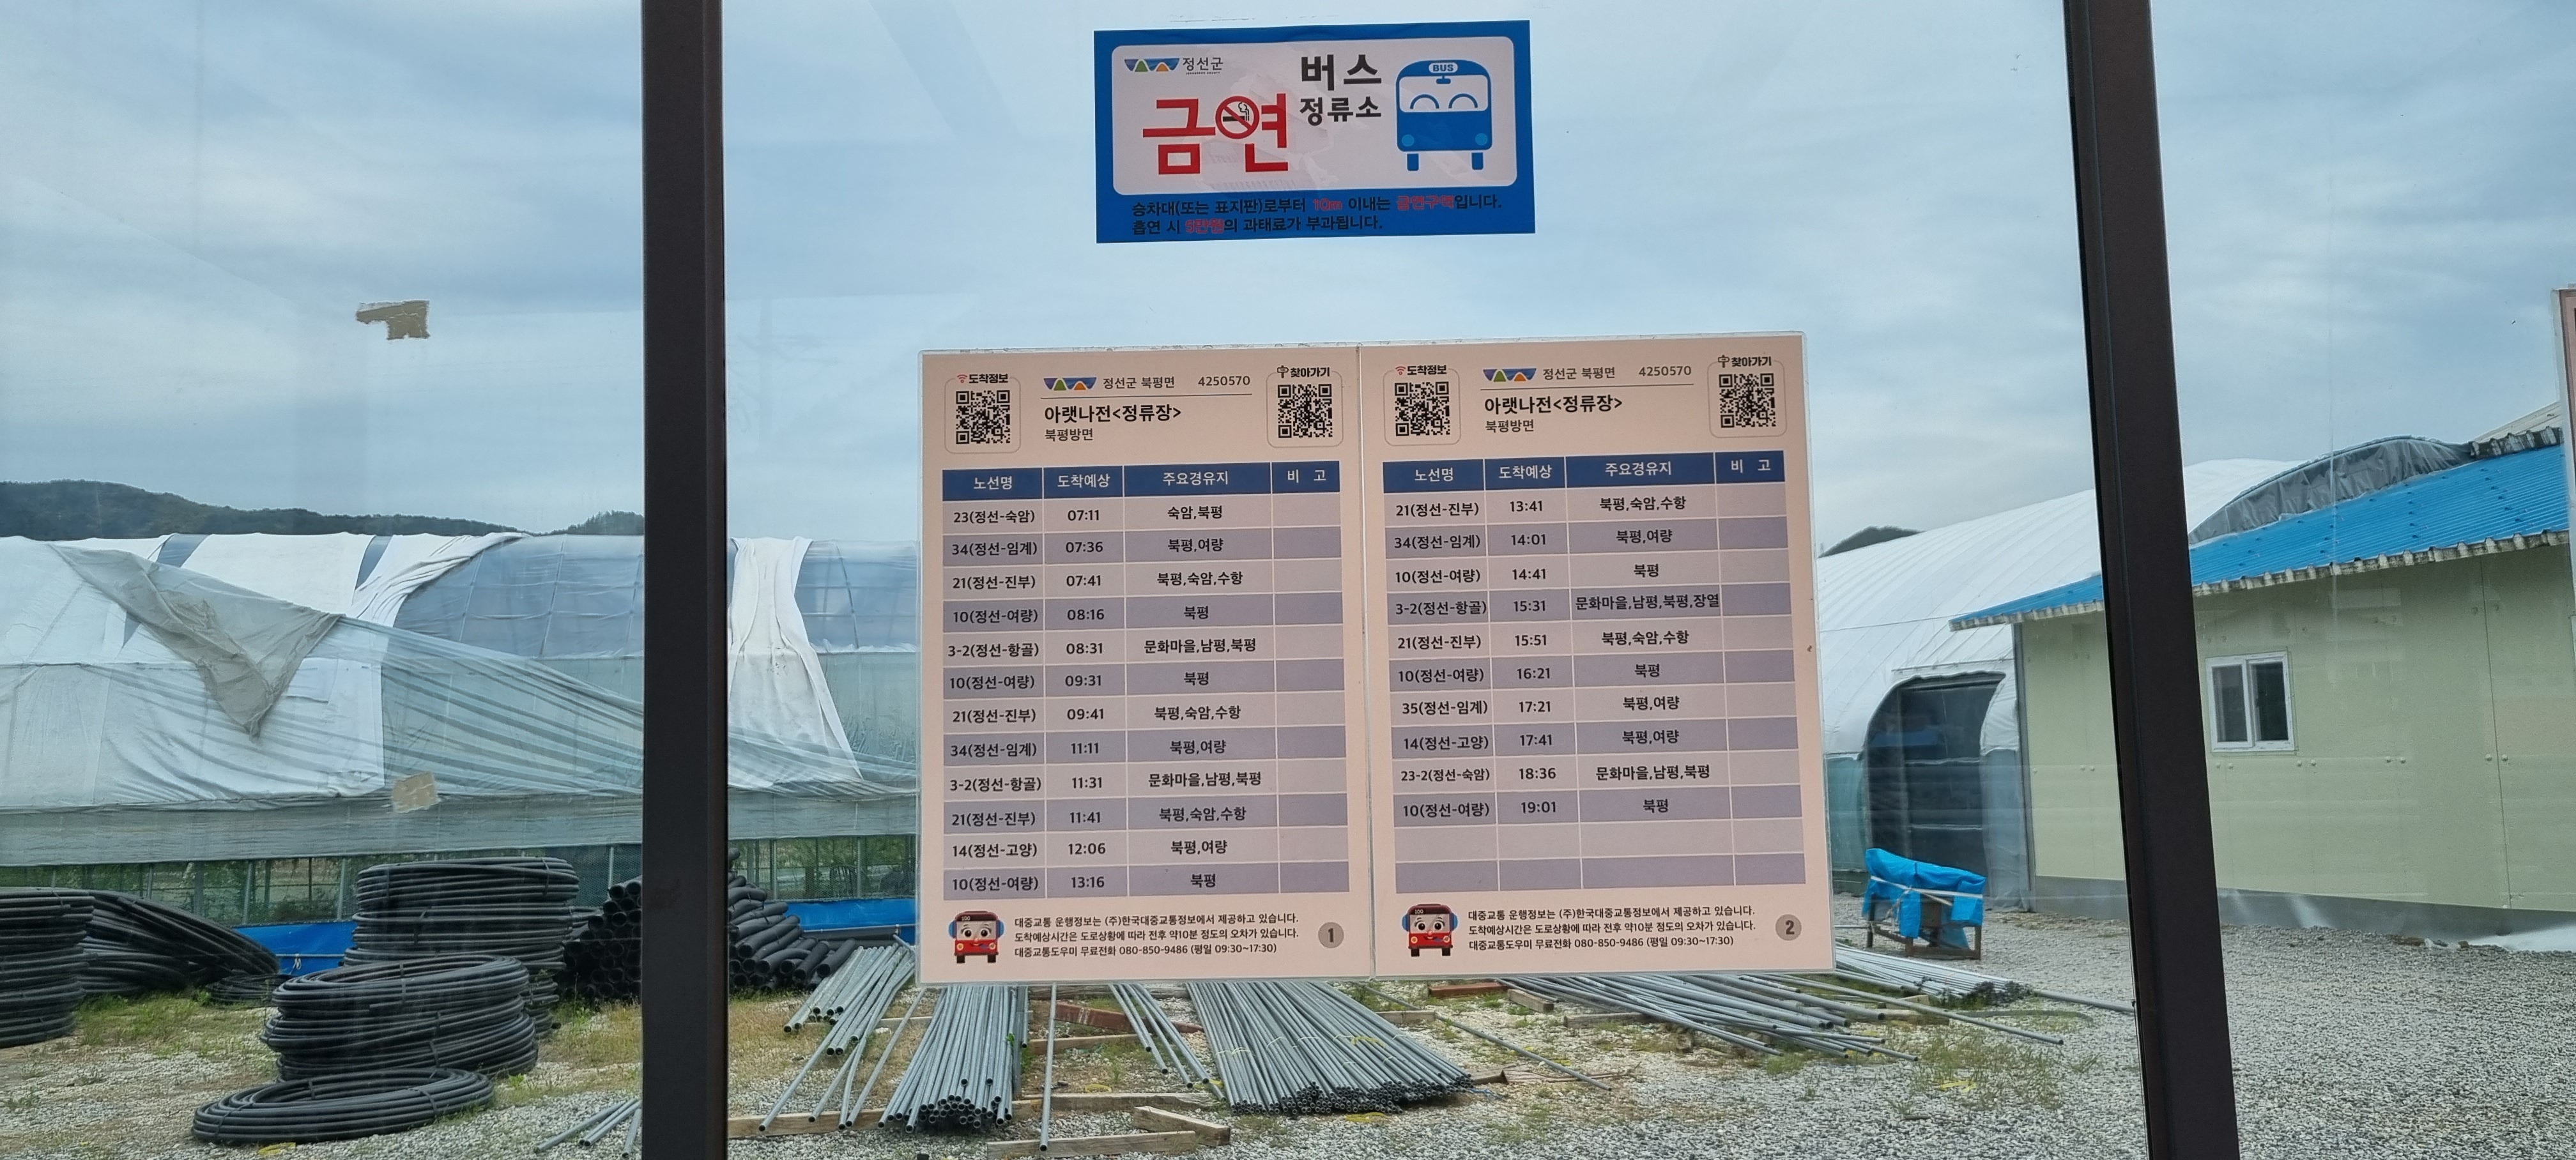 정선군
금연
버스
정류소
BUS
승차대(또는 표지판)로부터 10m 이내는 금연구역입니다.
흡연 시 5만원의 과태료가 부과됩니다.
도착정보
정선군 북평면 4250570
찾아가기
아랫나전<정류장>
북평방면
노선명 도착예상 주요경유지 비 고
23(정선-숙암) 07:11 숙암,북평
34(정선-임계) 07:36 북평,여량
21(정선-진부) 07:41 북평,숙암,수항
10(정선-여량) 08:16 북평
3-2(정선-항골) 08:31 문화마을,남평,북평
10(정선-여량) 09:31 북평
21(정선-진부) 09:41 북평,숙암,수항
34(정선-임계) 11:11 북평,여량
3-2(정선-항골) 11:31 문화마을,남평,북평
21(정선-진부) 11:41 북평,숙암,수항
14(정선-고양) 12:06 북평,여량
10(정선-여량) 13:16 북평
100
대중교통 운행정보는 (주)한국대중교통정보에서 제공하고 있습니다.
도착예상시간은 도로상황에 따라 전후 약10분 정도의 오차가 있습니다.
대중교통도우미 무료전화 080-850-9486 (평일 09:30~17:30)
1
도착정보
정선군 북평면 4250570
찾아가기
아랫나전<정류장>
북평방면
노선명 도착예상 주요경유지 비 고
21(정선-진부) 13:41 북평,숙암,수항
34(정선-임계) 14:01 북평,여량
10(정선-여량) 14:41 북평
3-2(정선-항골) 15:31 문화마을,남평,북평,장열
21(정선-진부) 15:51 북평,숙암,수항
10(정선-여량) 16:21 북평
35(정선-임계) 17:21 북평,여량
14(정선-고양) 17:41 북평,여량
23-2(정선-숙암) 18:36 문화마을,남평,북평
10(정선-여량) 19:01 북평
100
대중교통 운행정보는 (주)한국대중교통정보에서 제공하고 있습니다.
도착예상시간은 도로상황에 따라 전후 약10분 정도의 오차가 있습니다.
대중교통도우미 무료전화 080-850-9486 (평일 09:30~17:30)
2